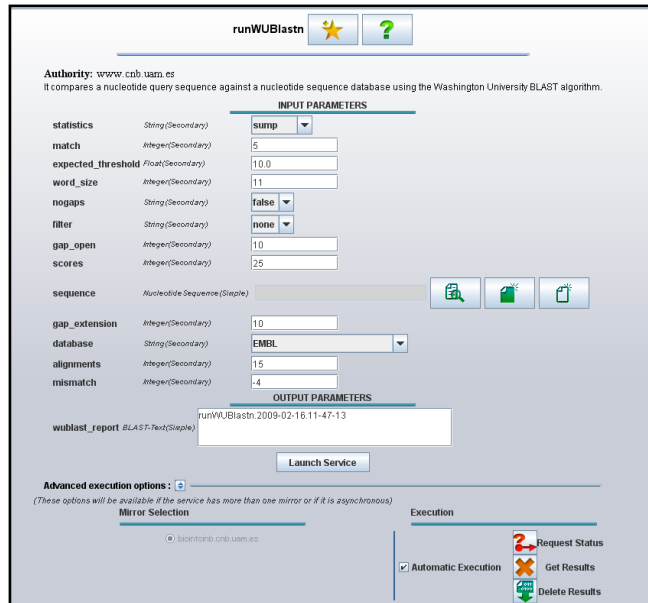 runWUBlastn
Authority: www.cnb.uam.es
It compares a nucleotide query sequence against a nucleotide sequence database using the Washington University BLAST algorithm.
INPUT PARAMETERS
statistics String(Secondary) sump
match Integer(Secondary) 5
expected_threshold Float(Secondary) 10.0
word_size Integer(Secondary) 11
nogaps String(Secondary) false
filter String(Secondary) none
gap_open Integer(Secondary) 10
scores Integer(Secondary) 25
sequence Nucleotide Sequence(Simple)
gap_extension Integer(Secondary) 10
database String(Secondary) EMBL
alignments Integer(Secondary) 15
mismatch Integer(Secondary) -4
OUTPUT PARAMETERS
wublast_report BLAST-Text(Simple) runWUBlastn.2009-02-16.11-47-13
Launch Service
Advanced execution options :
(These options will be available if the service has more than one mirror or if it is asynchronous)
Mirror Selection Execution
bioinfoinb.cnb.uam.es
Request Status
Automatic Execution Get Results
Delete Results